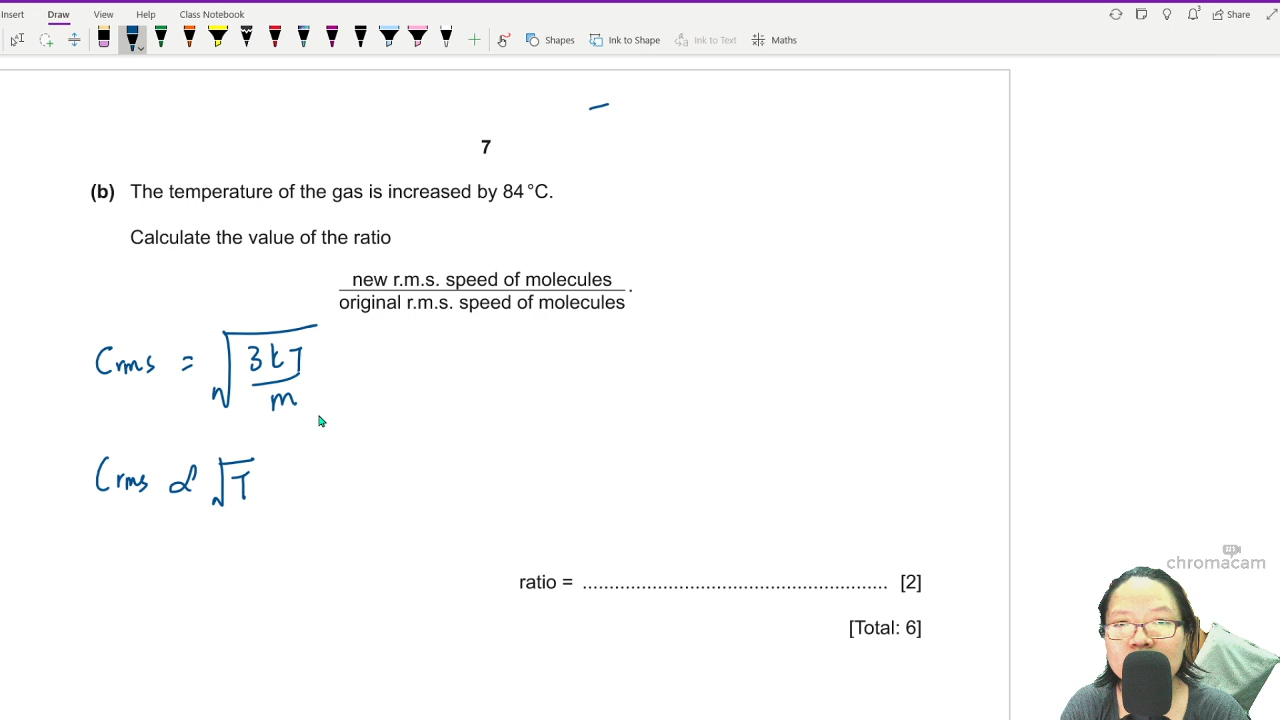 Insert Draw View Help Class Notebook 3 Share
Shapes Ink to Shape Ink to Text Maths
7
(b) The temperature of the gas is increased by 84 °C.
Calculate the value of the ratio
new r.m.s. speed of molecules
original r.m.s. speed of molecules .
Crms = √(3kT
m)
Crms ∝ √T
ratio = ........................................................ [2]
[Total: 6]
chromacam